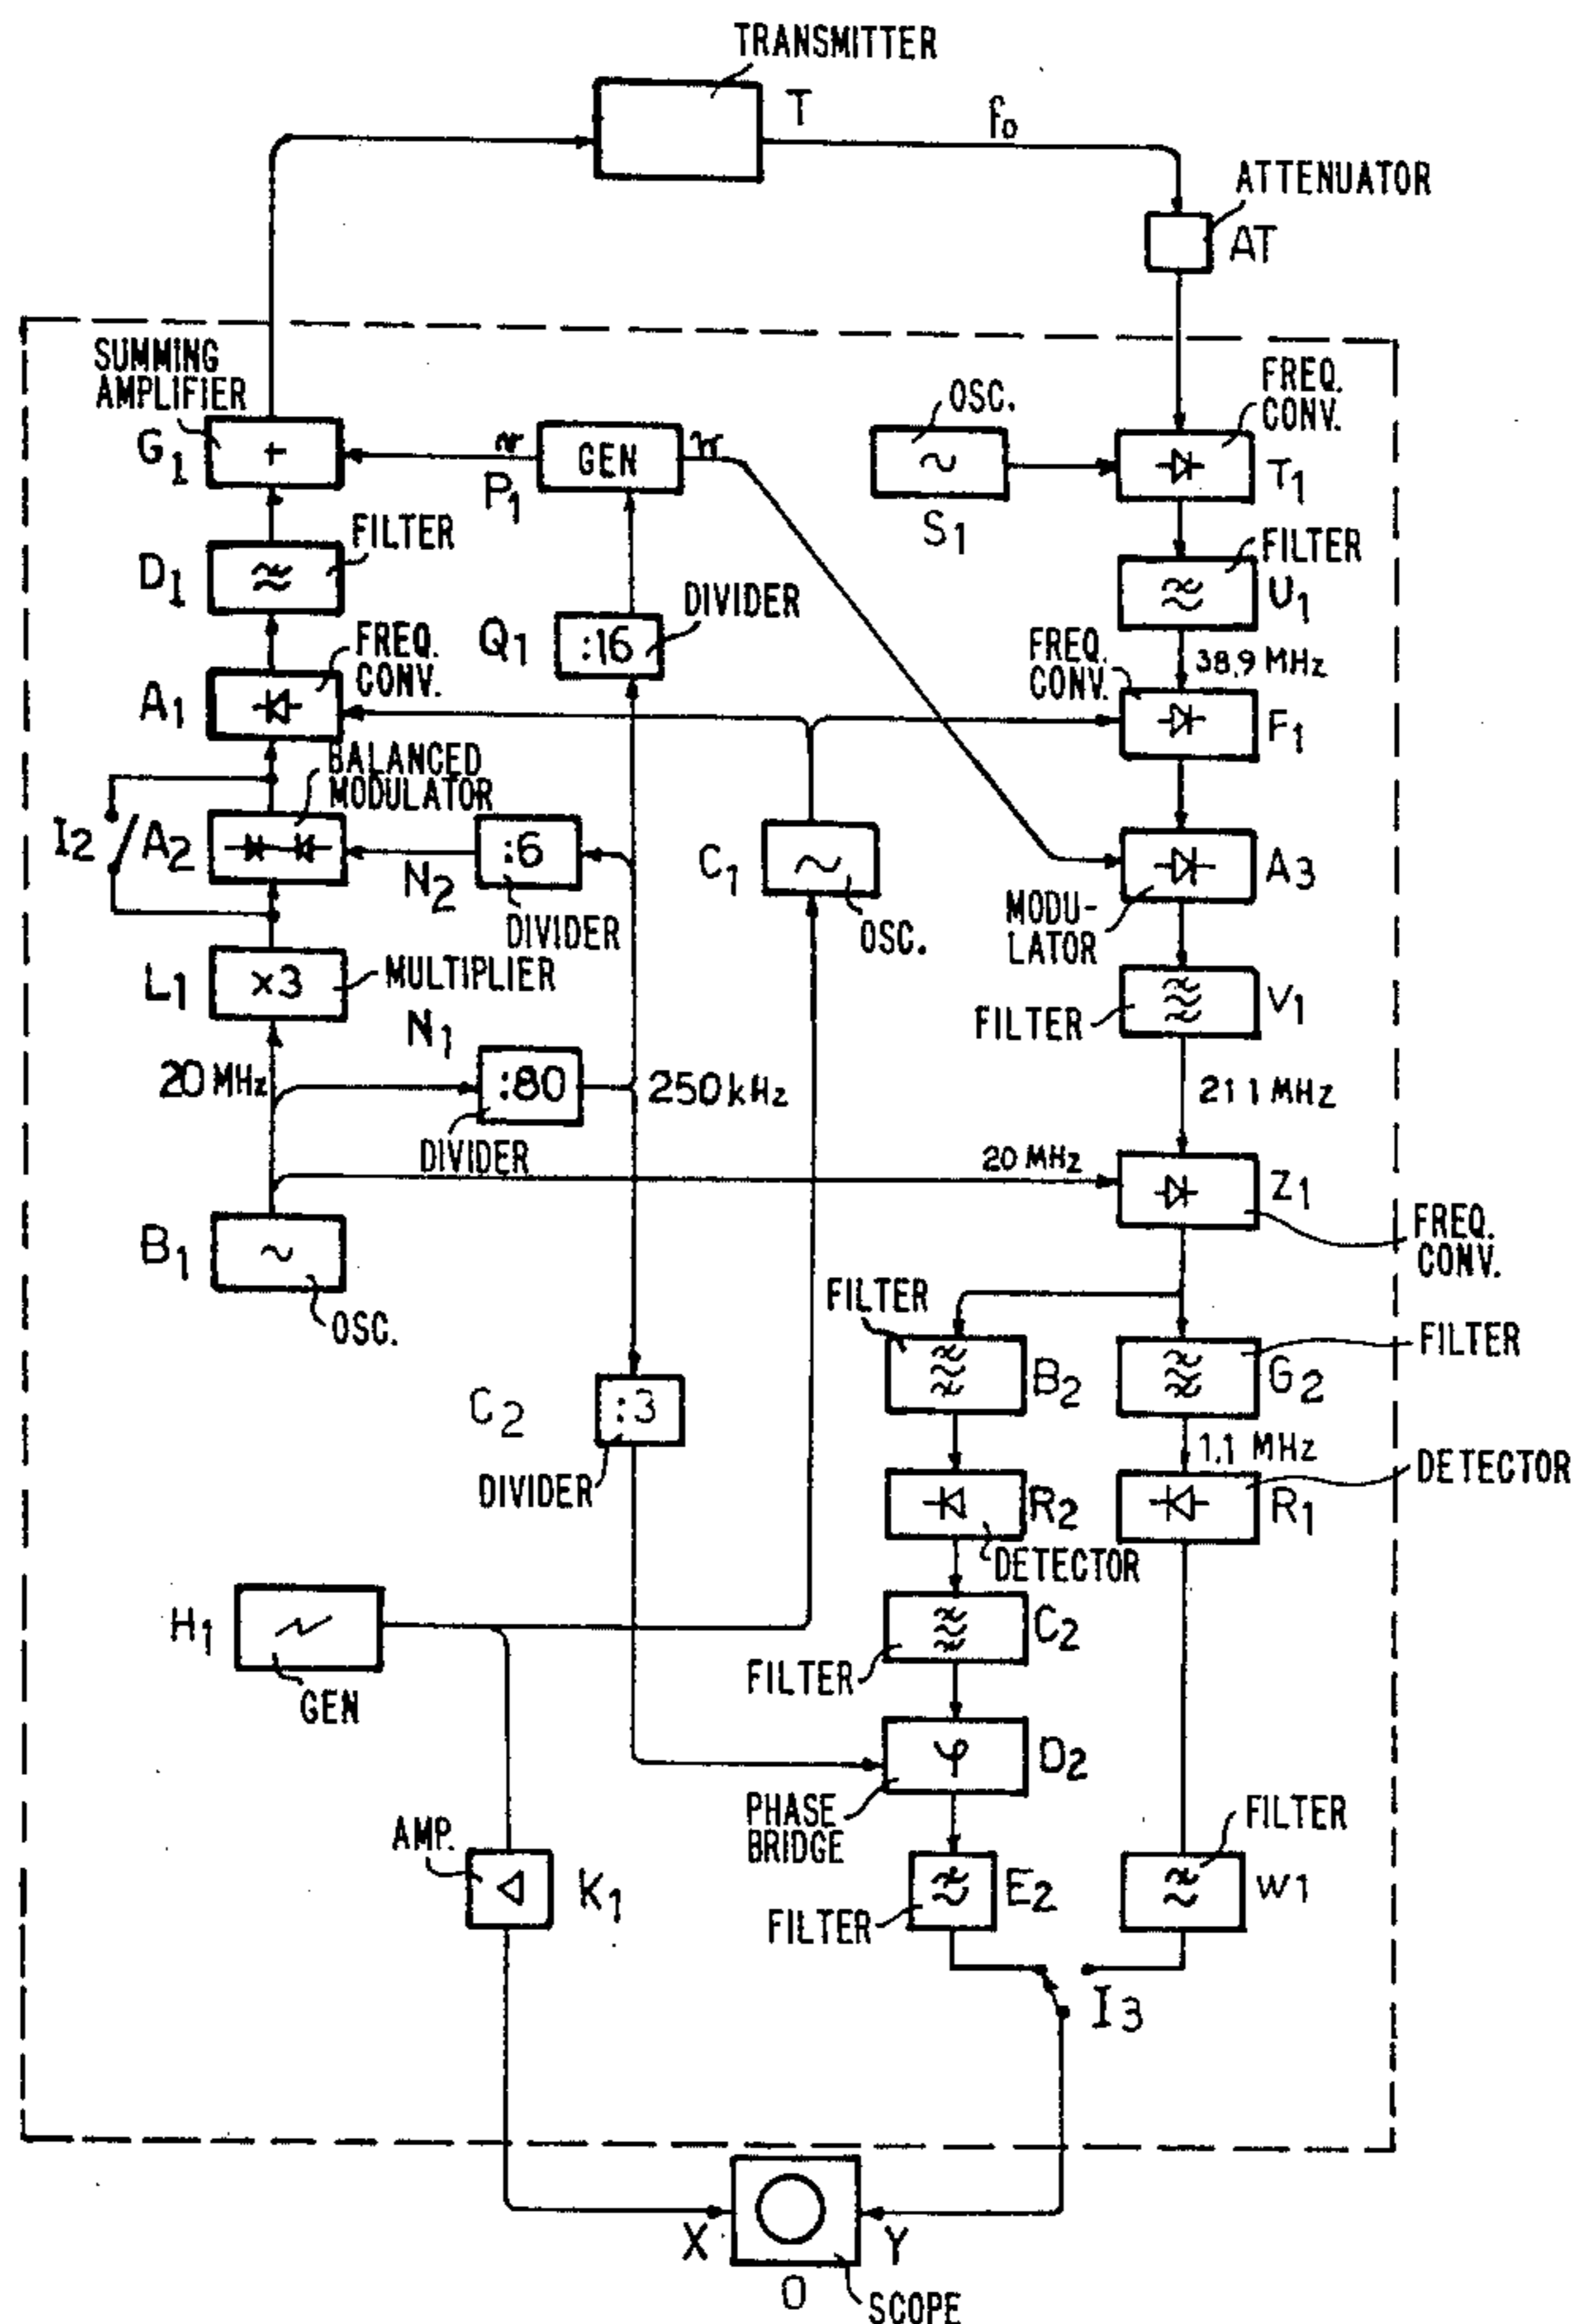 TRANSMITTER
T
f₀
ATTENUATOR
AT
SUMMING
AMPLIFIER
G₁
+
GEN
P₁
OSC.
~
S₁
FREQ.
CONV.
T₁
D₁
FILTER
FILTER
U₁
Q₁
:16
DIVIDER
38.9 MHz
A₁
FREQ.
CONV.
FREQ.
CONV.
F₁
I₂
A₂
BALANCED
MODULATOR
N₂
:6
DIVIDER
C₁
~
OSC.
A₃
MODU-
LATOR
L₁
x3
MULTIPLIER
FILTER
V₁
N₁
20 MHz
:80
250 kHz
DIVIDER
21 1 MHz
20 MHz
Z₁
FREQ.
CONV.
B₁
~
OSC.
FILTER
B₂
FILTER
G₂
C₂
:3
DIVIDER
1,1 MHz
DETECTOR
R₂
DETECTOR
R₁
H₁
GEN
C₂
FILTER
φ
D₂
PHASE
BRIDGE
AMP.
K₁
FILTER
E₂
FILTER
W1
I₃
X
Y
O
SCOPE